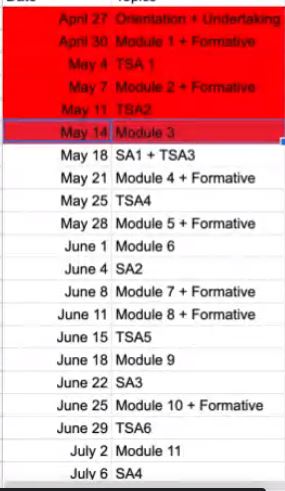 April 27 Orientation + Undertaking
April 30 Module 1 + Formative
May 4 TSA 1
May 7 Module 2 + Formative
May 11 TSA2
May 14 Module 3
May 18 SA1 + TSA3
May 21 Module 4 + Formative
May 25 TSA4
May 28 Module 5 + Formative
June 1 Module 6
June 4 SA2
June 8 Module 7 + Formative
June 11 Module 8 + Formative
June 15 TSA5
June 18 Module 9
June 22 SA3
June 25 Module 10 + Formative
June 29 TSA6
July 2 Module 11
July 6 SA4